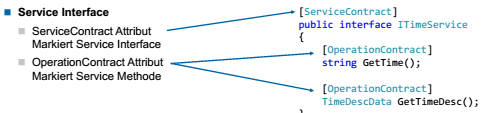 Service Interface
ServiceContract Attribut
Markiert Service Interface
OperationContract Attribut
Markiert Service Methode
[ServiceContract]
public interface ITimeService
{
[OperationContract]
string GetTime();
[OperationContract]
TimeDescData GetTimeDesc();
}